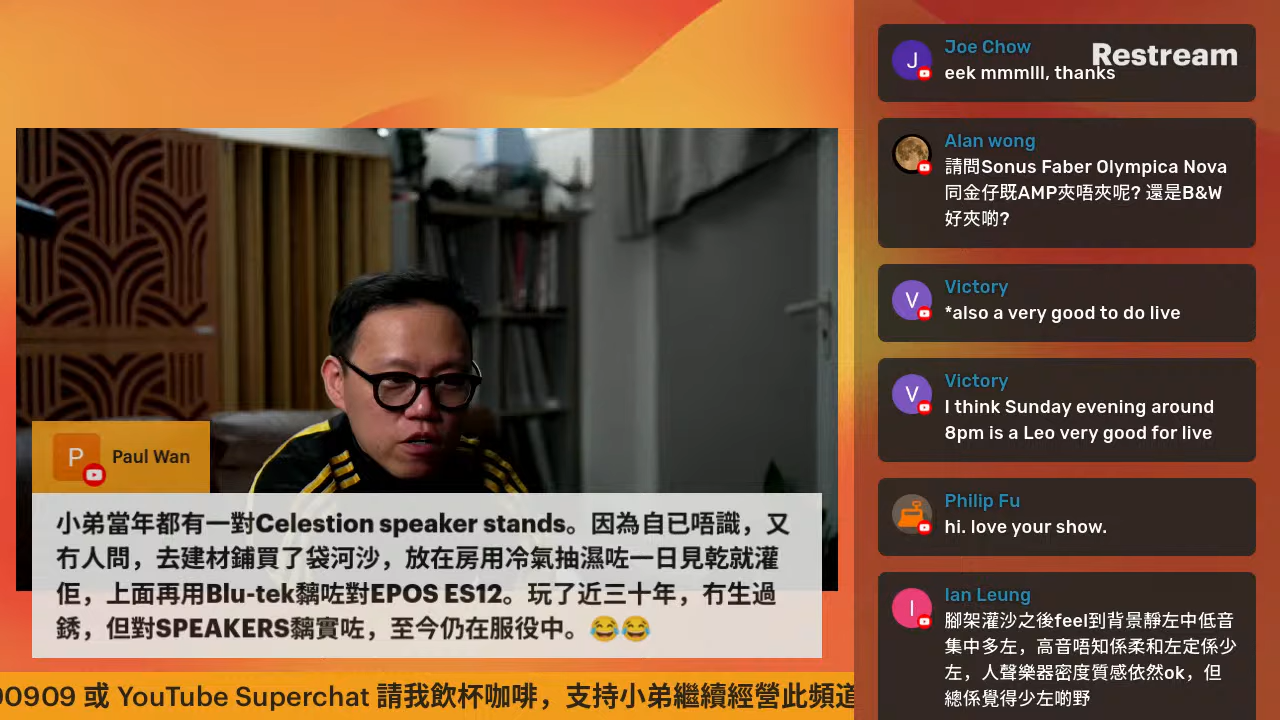 P
Paul Wan
小弟當年都有一對Celestion speaker stands。因為自已唔識，又
冇人問，去建材鋪買了袋河沙，放在房用冷氣抽濕咗一日見乾就灌
佢，上面再用Blu-tek黐咗對EPOS ES12。玩了近三十年，冇生過
銹，但對SPEAKERS黐實咗，至今仍在服役中。😂😂
00909 或 YouTube Superchat 請我飲杯咖啡，支持小弟繼續經營此頻道
Restream
J
Joe Chow
eek mmmlll, thanks
Alan wong
請問Sonus Faber Olympica Nova
同金仔既AMP夾唔夾呢? 還是B&W
好夾啲?
V
Victory
*also a very good to do live
V
Victory
I think Sunday evening around
8pm is a Leo very good for live
Philip Fu
hi. love your show.
I
Ian Leung
腳架灌沙之後feel到背景靜左中低音
集中多左，高音唔知係柔和左定係少
左，人聲樂器密度質感依然ok，但
總係覺得少左啲野